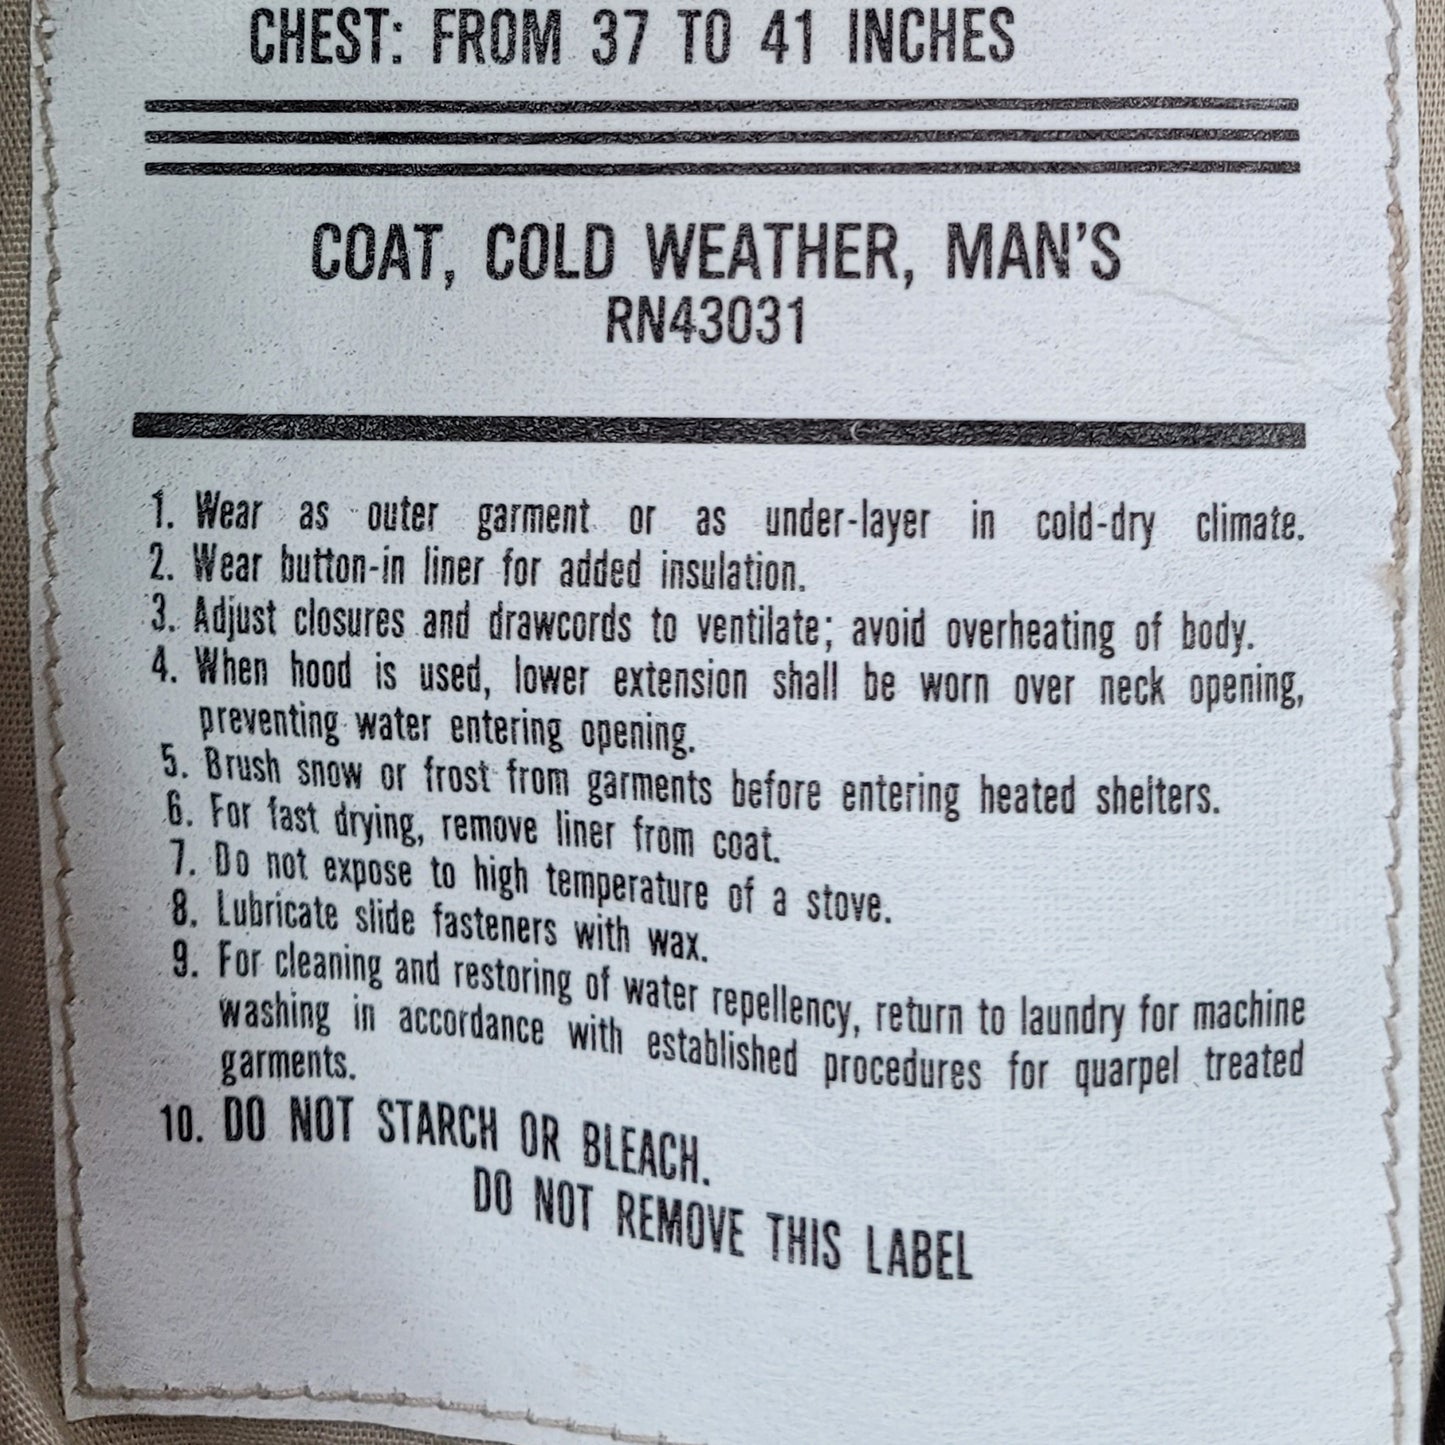 CHEST: FROM 37 TO 41 INCHES
COAT, COLD WEATHER, MAN'S
RN43031
1. Wear as outer garment or as under-layer in cold-dry climate.
2. Wear button-in liner for added insulation.
3. Adjust closures and drawcords to ventilate; avoid overheating of body.
4. When hood is used, lower extension shall be worn over neck opening,
preventing water entering opening.
5. Brush snow or frost from garments before entering heated shelters.
6. For fast drying, remove liner from coat.
7. Do not expose to high temperature of a stove.
8. Lubricate slide fasteners with wax.
9. For cleaning and restoring of water repellency, return to laundry for machine
washing in accordance with established procedures for quarpel treated
garments.
10. DO NOT STARCH OR BLEACH.
DO NOT REMOVE THIS LABEL